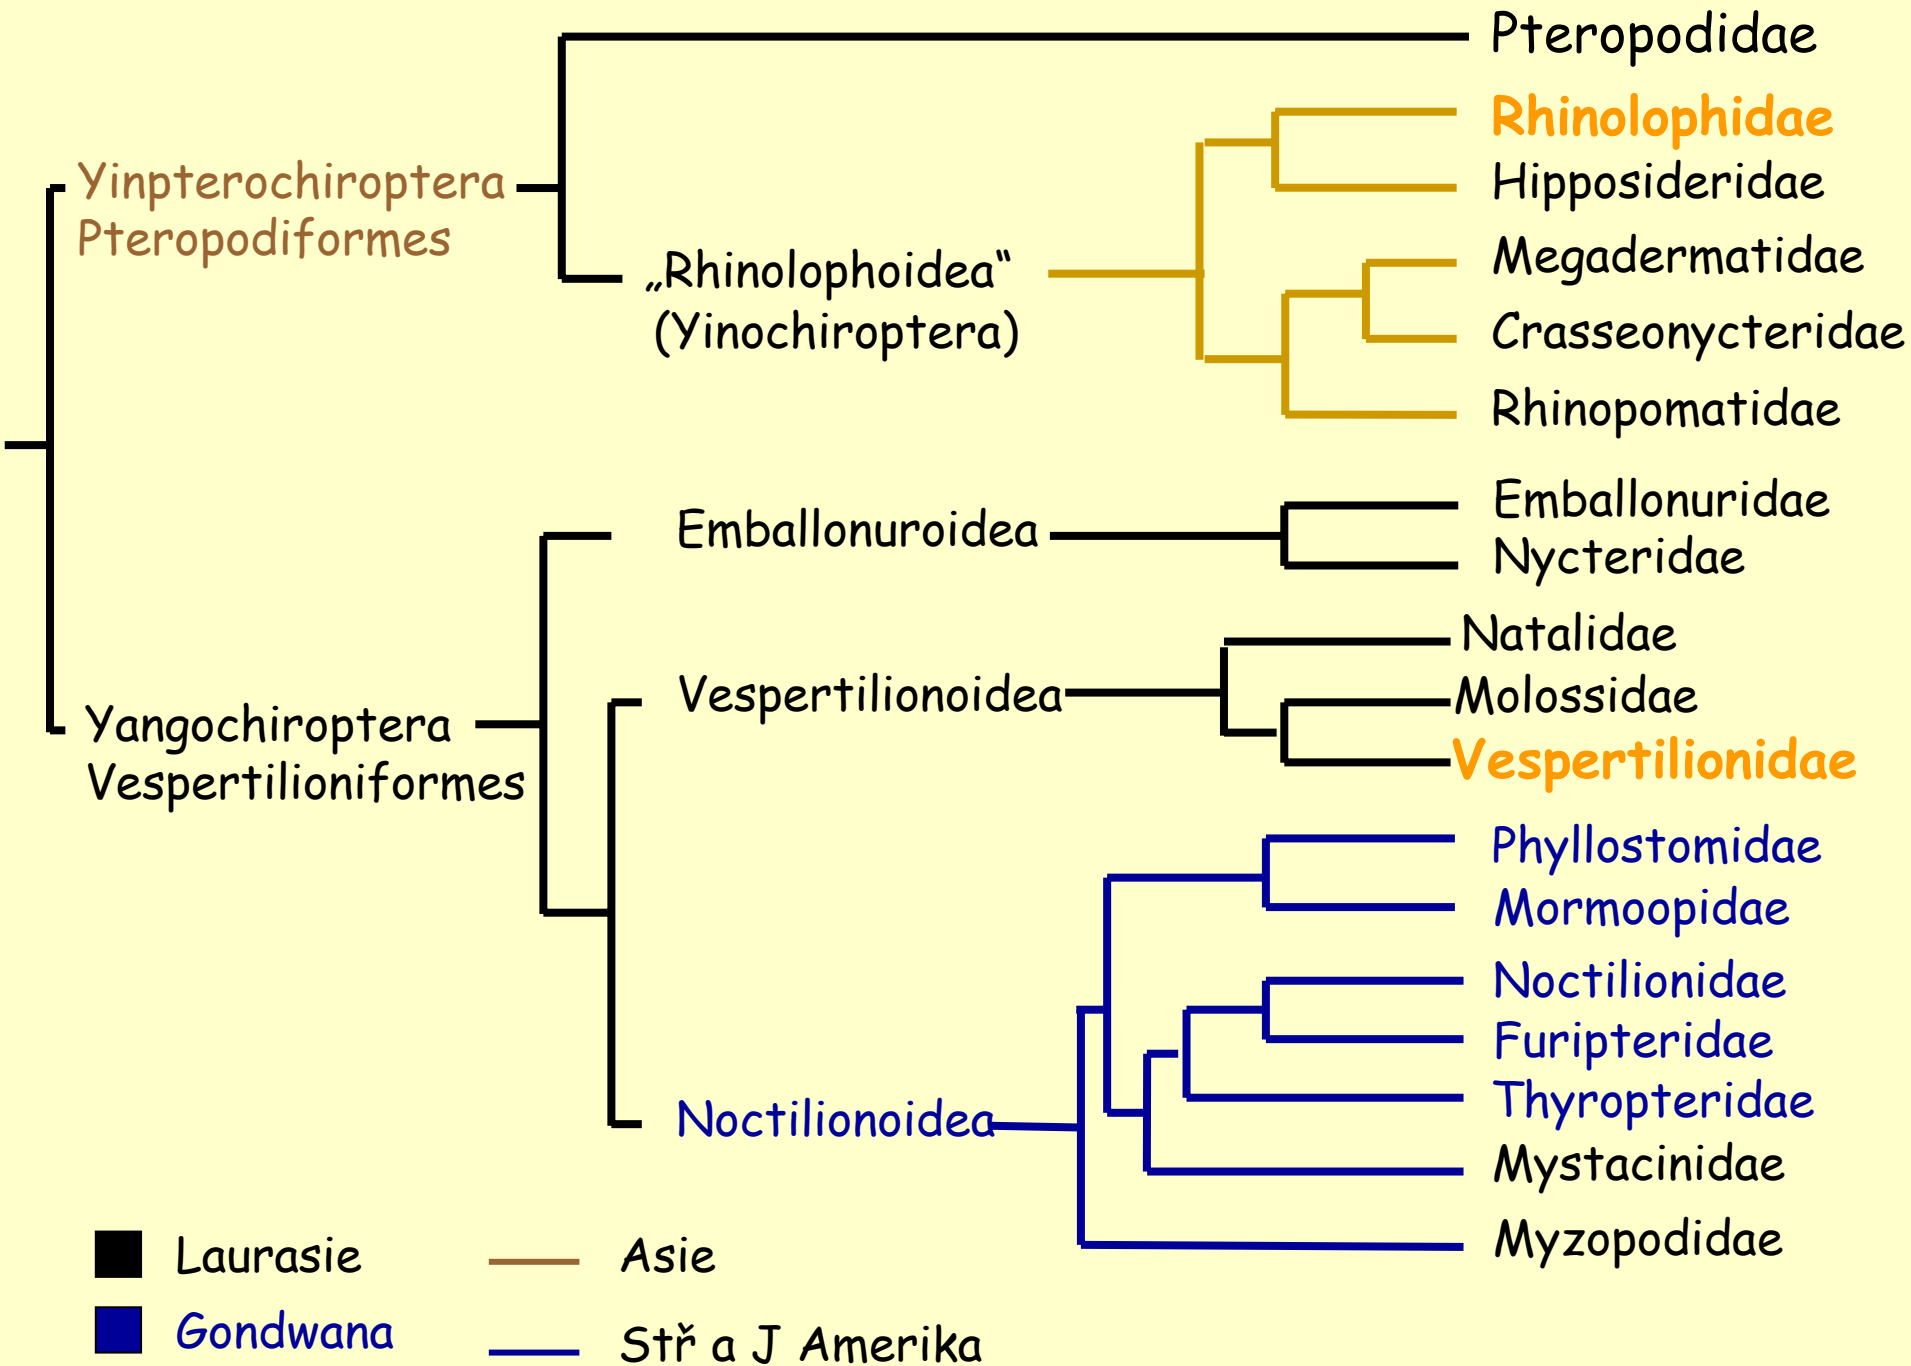 Pteropodidae
Rhinolophidae
Yinpterochiroptera
Hipposideridae
Pteropodiformes
Megadermatidae
„Rhinolophoidea“
(Yinochiroptera)
Crasseonycteridae
Rhinopomatidae
Emballonuridae
Emballonuroidea
Nycteridae
Natalidae
Vespertilionoidea
Molossidae
Yangochiroptera
Vespertilionidae
Vespertilioniformes
Phyllostomidae
Mormoopidae
Noctilionidae
Furipteridae
Thyropteridae
Noctilionoidea
Mystacinidae
Myzopodidae
Laurasie
Asie
Gondwana
Stř a J Amerika